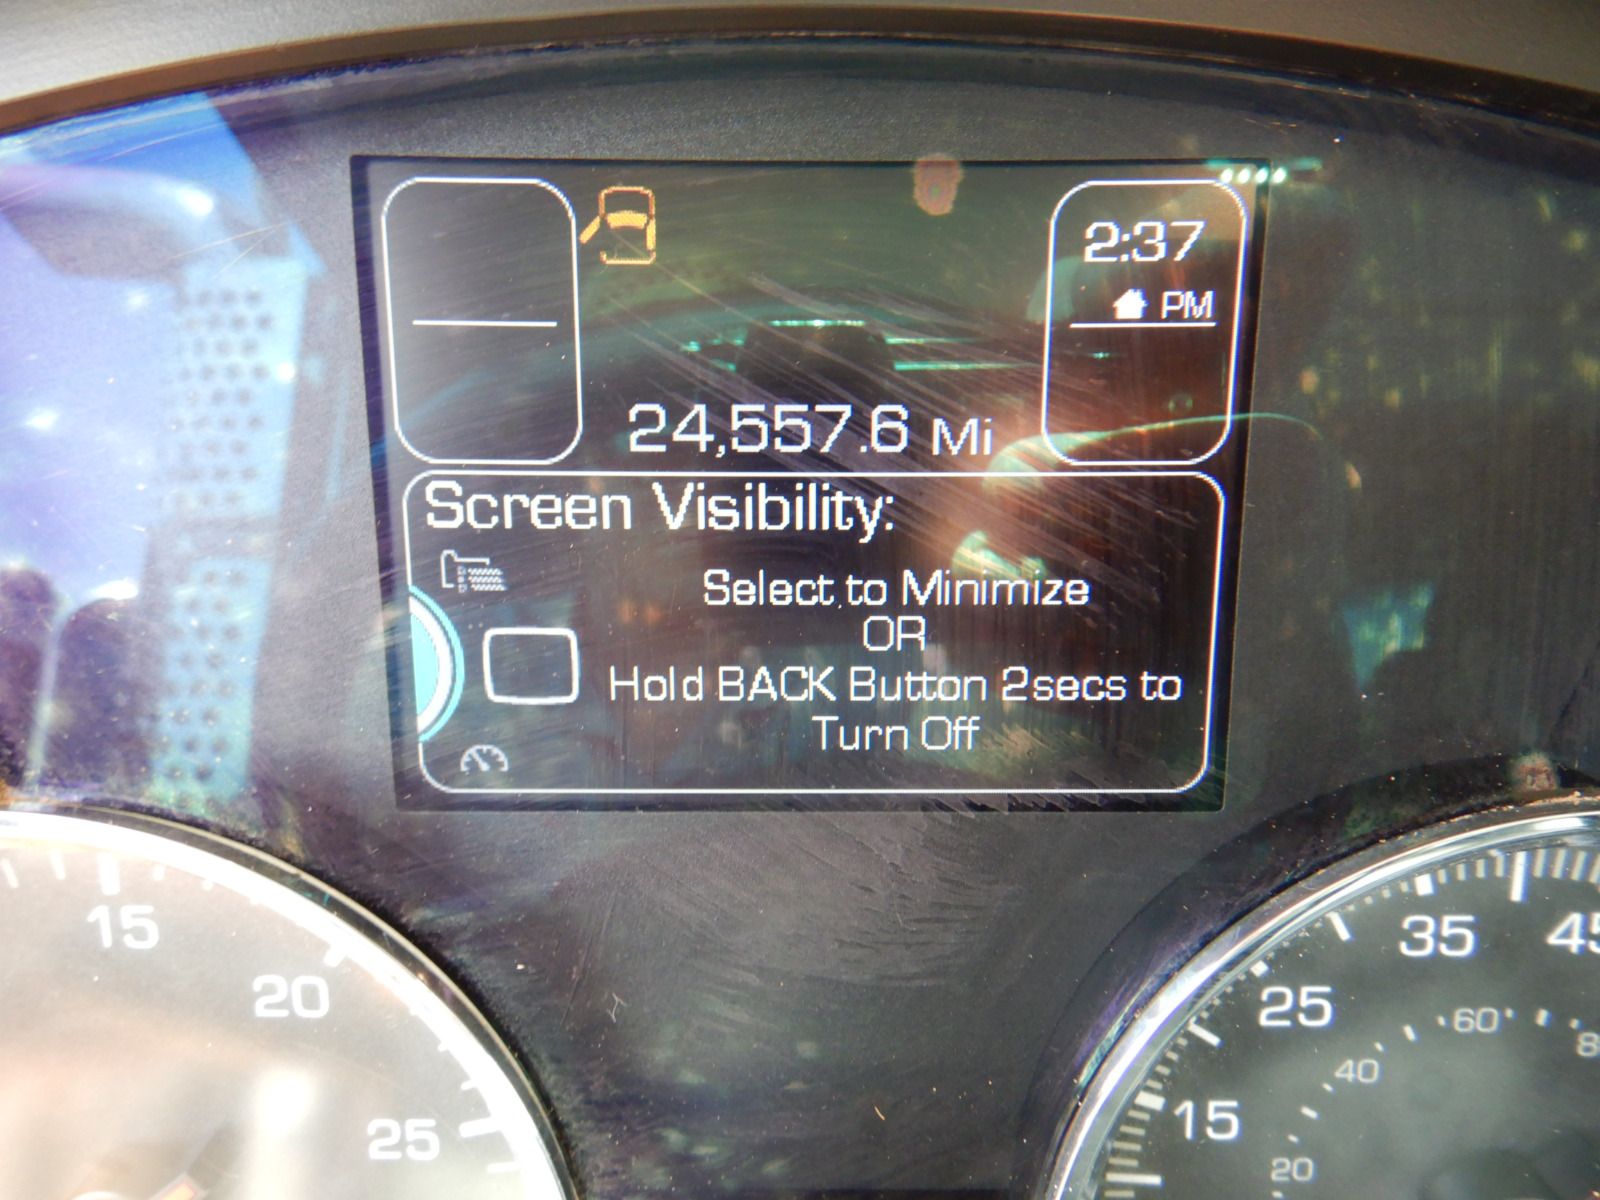 2:37
PM
24,557.6 Mi
Screen Visibility:
Select to Minimize
OR
Hold BACK Button 2secs to
Turn Off
15
20
25
15
25
35
45
20
40
60